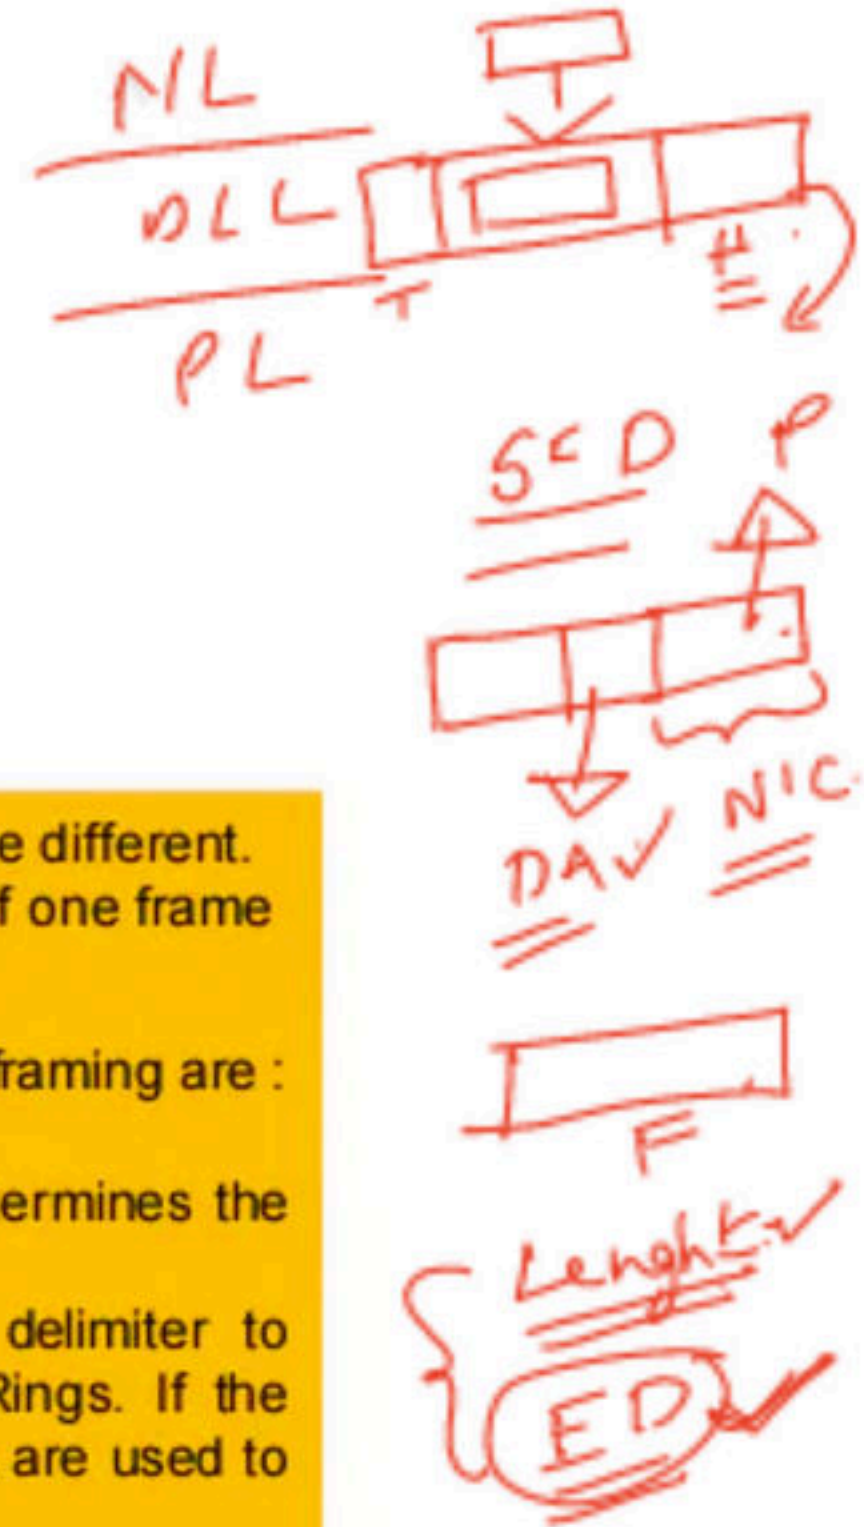 NL
DLL
T
H
PL
SFD
P
DA
NIC.
e different.
f one frame
framing are :
ermines the
delimiter to
Rings. If the
are used to
F
Lenght
ED